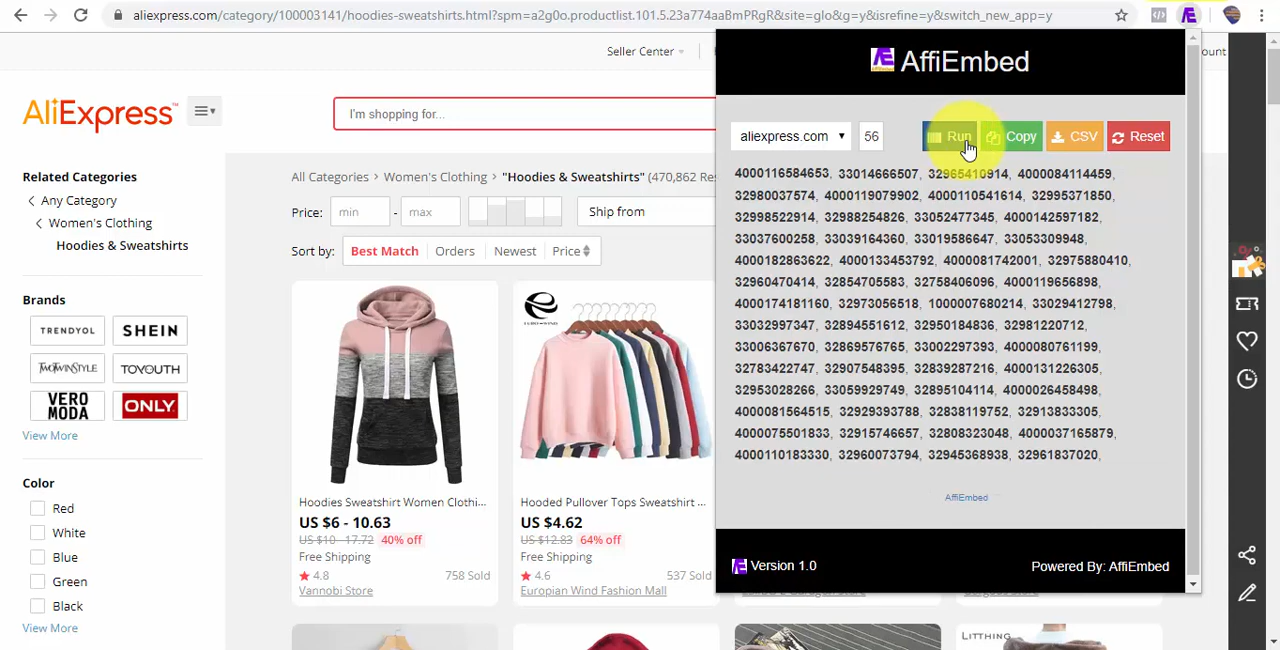 aliexpress.com/category/100003141/hoodies-sweatshirts.html?spm=a2g0o.productlist.101.5.23a774aaBmPRgR&site=glo&g=y&isrefine=y&switch_new_app=y
Seller Center
ount
AliExpress™
I'm shopping for...
Related Categories
< Any Category
< Women's Clothing
Hoodies & Sweatshirts
Brands
TRENDYOL
SHEIN
TWOTWINSTYLE
TOYOUTH
VERO MODA
ONLY
View More
Color
Red
White
Blue
Green
Black
View More
All Categories > Women's Clothing > "Hoodies & Sweatshirts" (470,862 Res
Price: min - max Ship from
Sort by: Best Match Orders Newest Price
Hoodies Sweatshirt Women Clothi...
US $6 - 10.63
US $10 - 17.72 40% off
Free Shipping
4.8 758 Sold
Vannobi Store
Hooded Pullover Tops Sweatshirt ...
US $4.62
US $12.83 64% off
Free Shipping
4.6 537 Sold
Europian Wind Fashion Mall
LITTHING
AffiEmbed
aliexpress.com 56 Run Copy CSV Reset
4000116584653, 33014666507, 32965410914, 4000084114459,
32980037574, 4000119079902, 4000110541614, 32995371850,
32998522914, 32988254826, 33052477345, 4000142597182,
33037600258, 33039164360, 33019586647, 33053309948,
4000182863622, 4000133453792, 4000081742001, 32975880410,
32960470414, 32854705583, 32758406096, 4000119656898,
4000174181160, 32973056518, 1000007680214, 33029412798,
33032997347, 32894551612, 32950184836, 32981220712,
33006367670, 32869576765, 33002297393, 4000080761199,
32783422747, 32907548395, 32839287216, 4000131226305,
32953028266, 33059929749, 32895104114, 4000026458498,
4000081564515, 32929393788, 32838119752, 32913833305,
4000075501833, 32915746657, 32808323048, 4000037165879,
4000110183330, 32960073794, 32945368938, 32961837020,
AffiEmbed
Version 1.0
Powered By: AffiEmbed